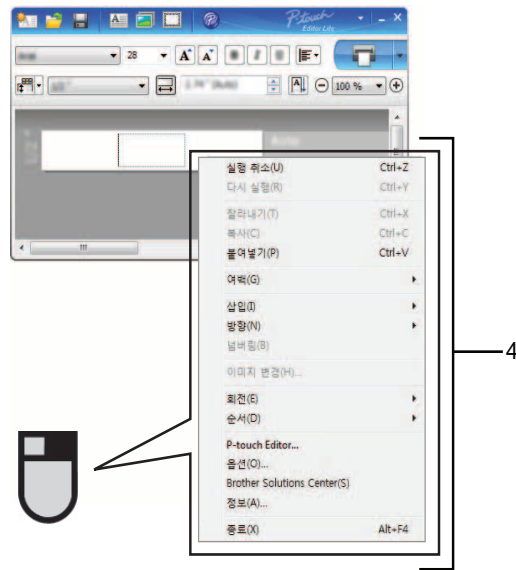 P-touch
Editor Lite
28
A A B I B
100 %
실행 취소(U) Ctrl+Z
다시 실행(R) Ctrl+Y
잘라내기(T) Ctrl+X
복사(C) Ctrl+C
붙여넣기(P) Ctrl+V
여백(G)
삽입(I)
방향(N)
넘버링(B)
이미지 변경(H)...
회전(E)
순서(D)
P-touch Editor...
옵션(O)...
Brother Solutions Center(S)
정보(A)...
종료(X) Alt+F4
4